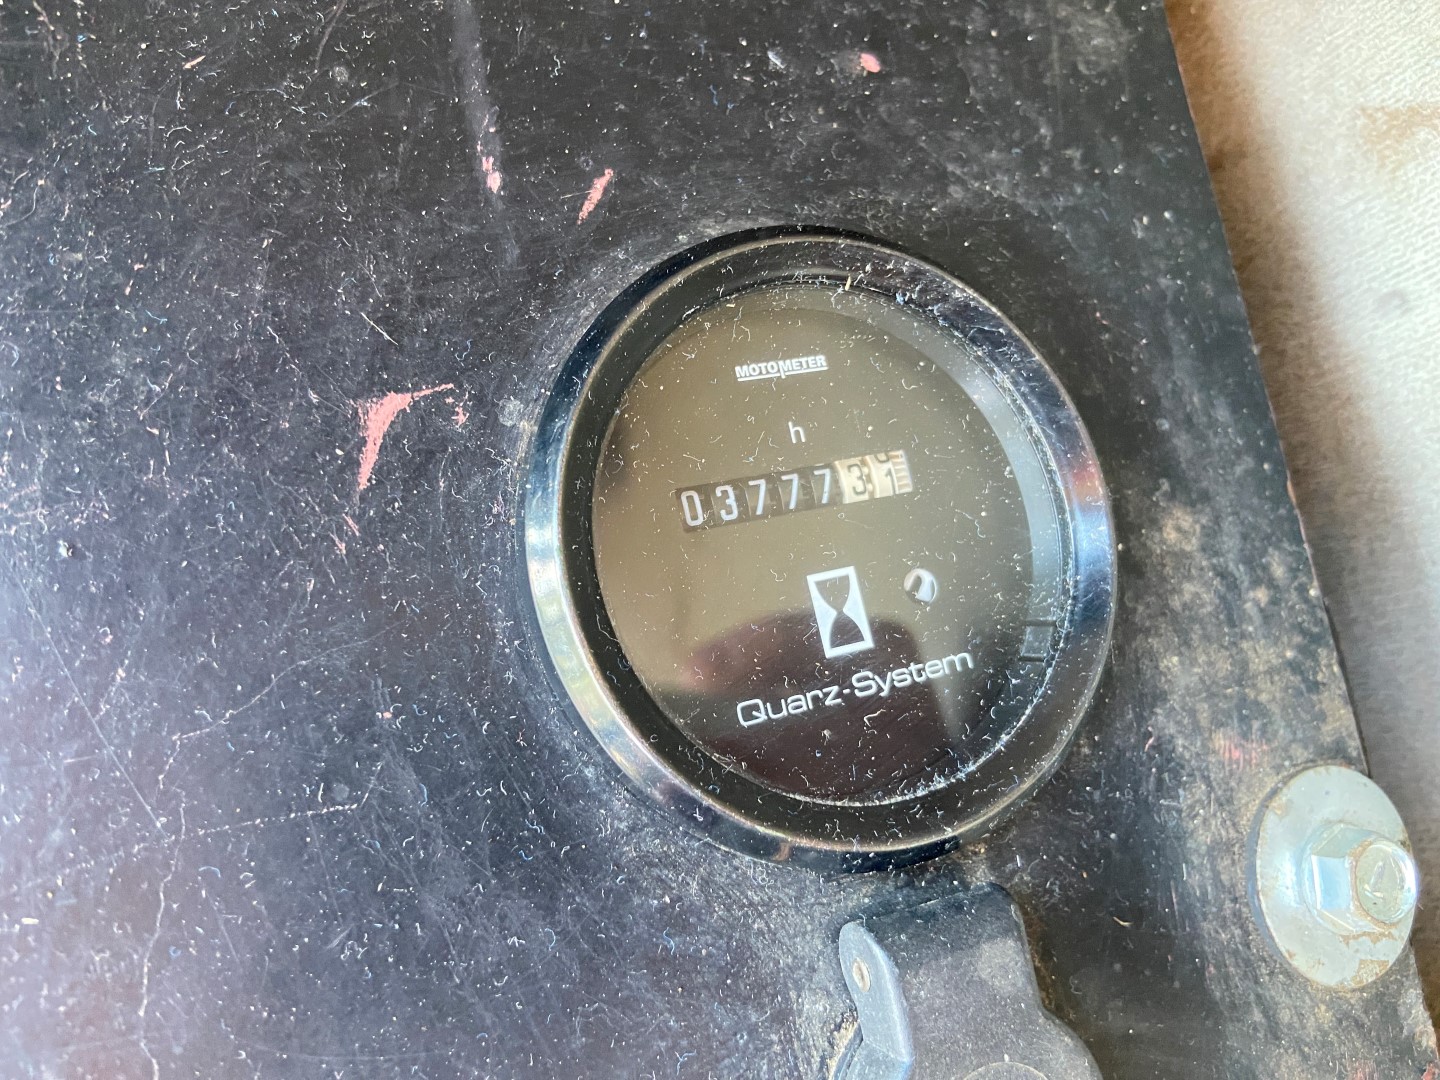 MOTOMETER
h
0377731
Quarz-System